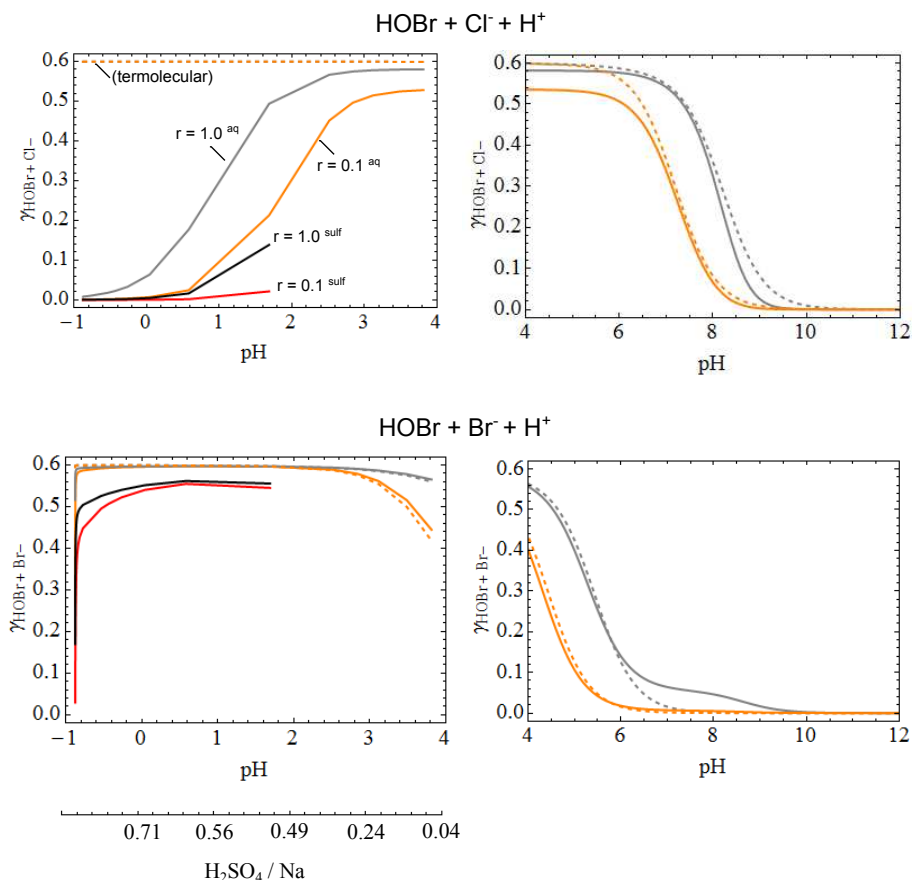 HOBr + Cl⁻ + H⁺
0.6
0.5
0.4
0.3
0.2
0.1
0.0
γHOBr+ Cl−
(termolecular)
r = 1.0 aq
r = 0.1 aq
r = 1.0 sulf
r = 0.1 sulf
−1 0 1 2 3 4
pH
0.6
0.5
0.4
0.3
0.2
0.1
0.0
γHOBr+ Cl−
4 6 8 10 12
pH
HOBr + Br⁻ + H⁺
0.6
0.5
0.4
0.3
0.2
0.1
0.0
γHOBr+ Br−
−1 0 1 2 3 4
pH
0.6
0.5
0.4
0.3
0.2
0.1
0.0
γHOBr+ Br−
4 6 8 10 12
pH
0.71 0.56 0.49 0.24 0.04
H₂SO₄ / Na